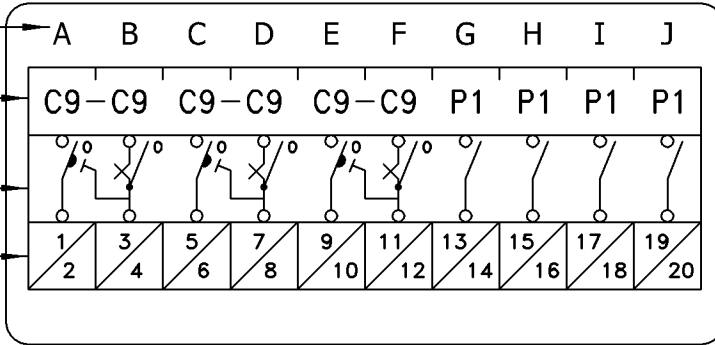 A B C D E F G H I J
C9-C9 C9-C9 C9-C9 P1 P1 P1 P1
0 0 0 0 0 0
1 3 5 7 9 11 13 15 17 19
2 4 6 8 10 12 14 16 18 20